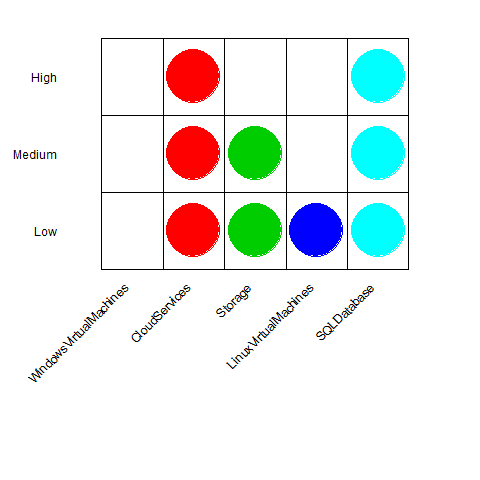 High
Medium
Low
WindowsVirtualMachines
CloudServices
Storage
LinuxVirtualMachines
SQLDatabase